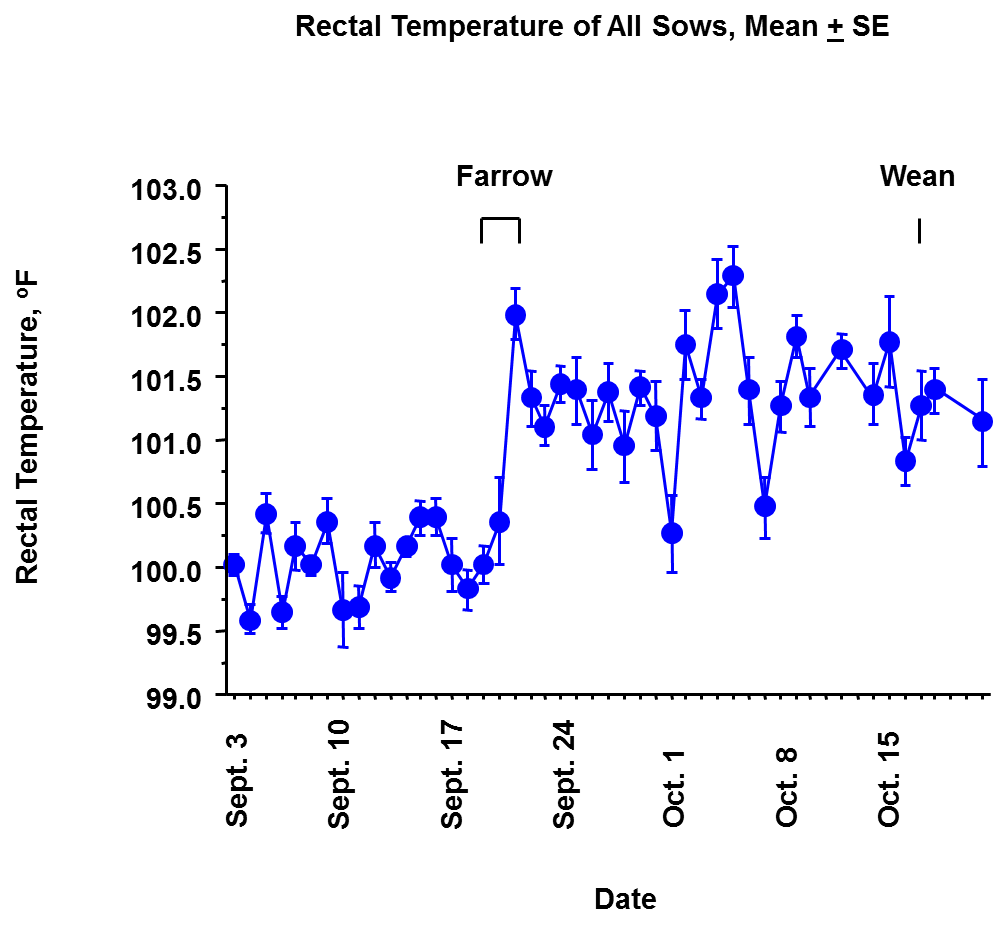 Rectal Temperature of All Sows, Mean ± SE
Farrow
Wean
103.0
102.5
102.0
101.5
101.0
100.5
100.0
99.5
99.0
Rectal Temperature, ºF
Sept. 3
Sept. 10
Sept. 17
Sept. 24
Oct. 1
Oct. 8
Oct. 15
Date